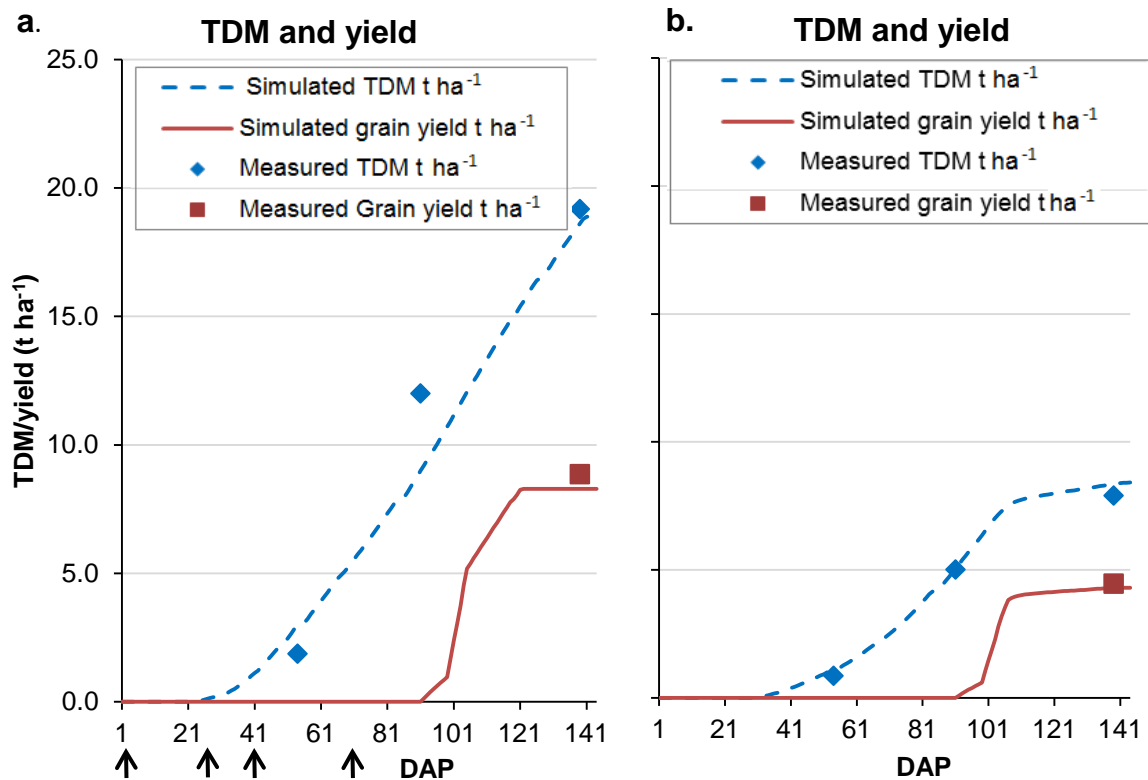 a.
TDM and yield
25.0
20.0
15.0
10.0
5.0
0.0
TDM/yield (t ha⁻¹)
Simulated TDM t ha⁻¹
Simulated grain yield t ha⁻¹
Measured TDM t ha⁻¹
Measured Grain yield t ha⁻¹
1 21 41 61 81 101 121 141
DAP
b.
TDM and yield
Simulated TDM t ha⁻¹
Simulated grain yield t ha⁻¹
Measured TDM t ha⁻¹
Measured grain yield t ha⁻¹
1 21 41 61 81 101 121 141
DAP